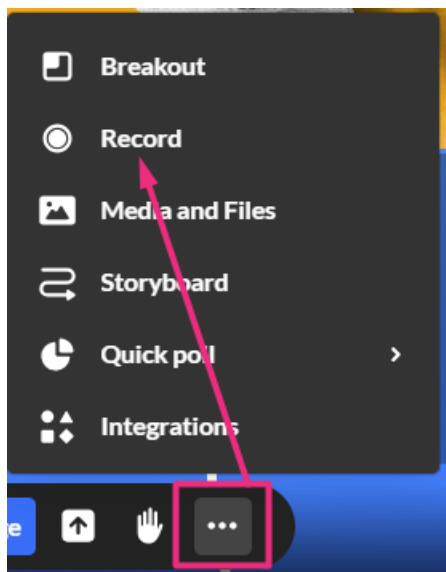 Breakout
Record
Media and Files
Storyboard
Quick poll
Integrations